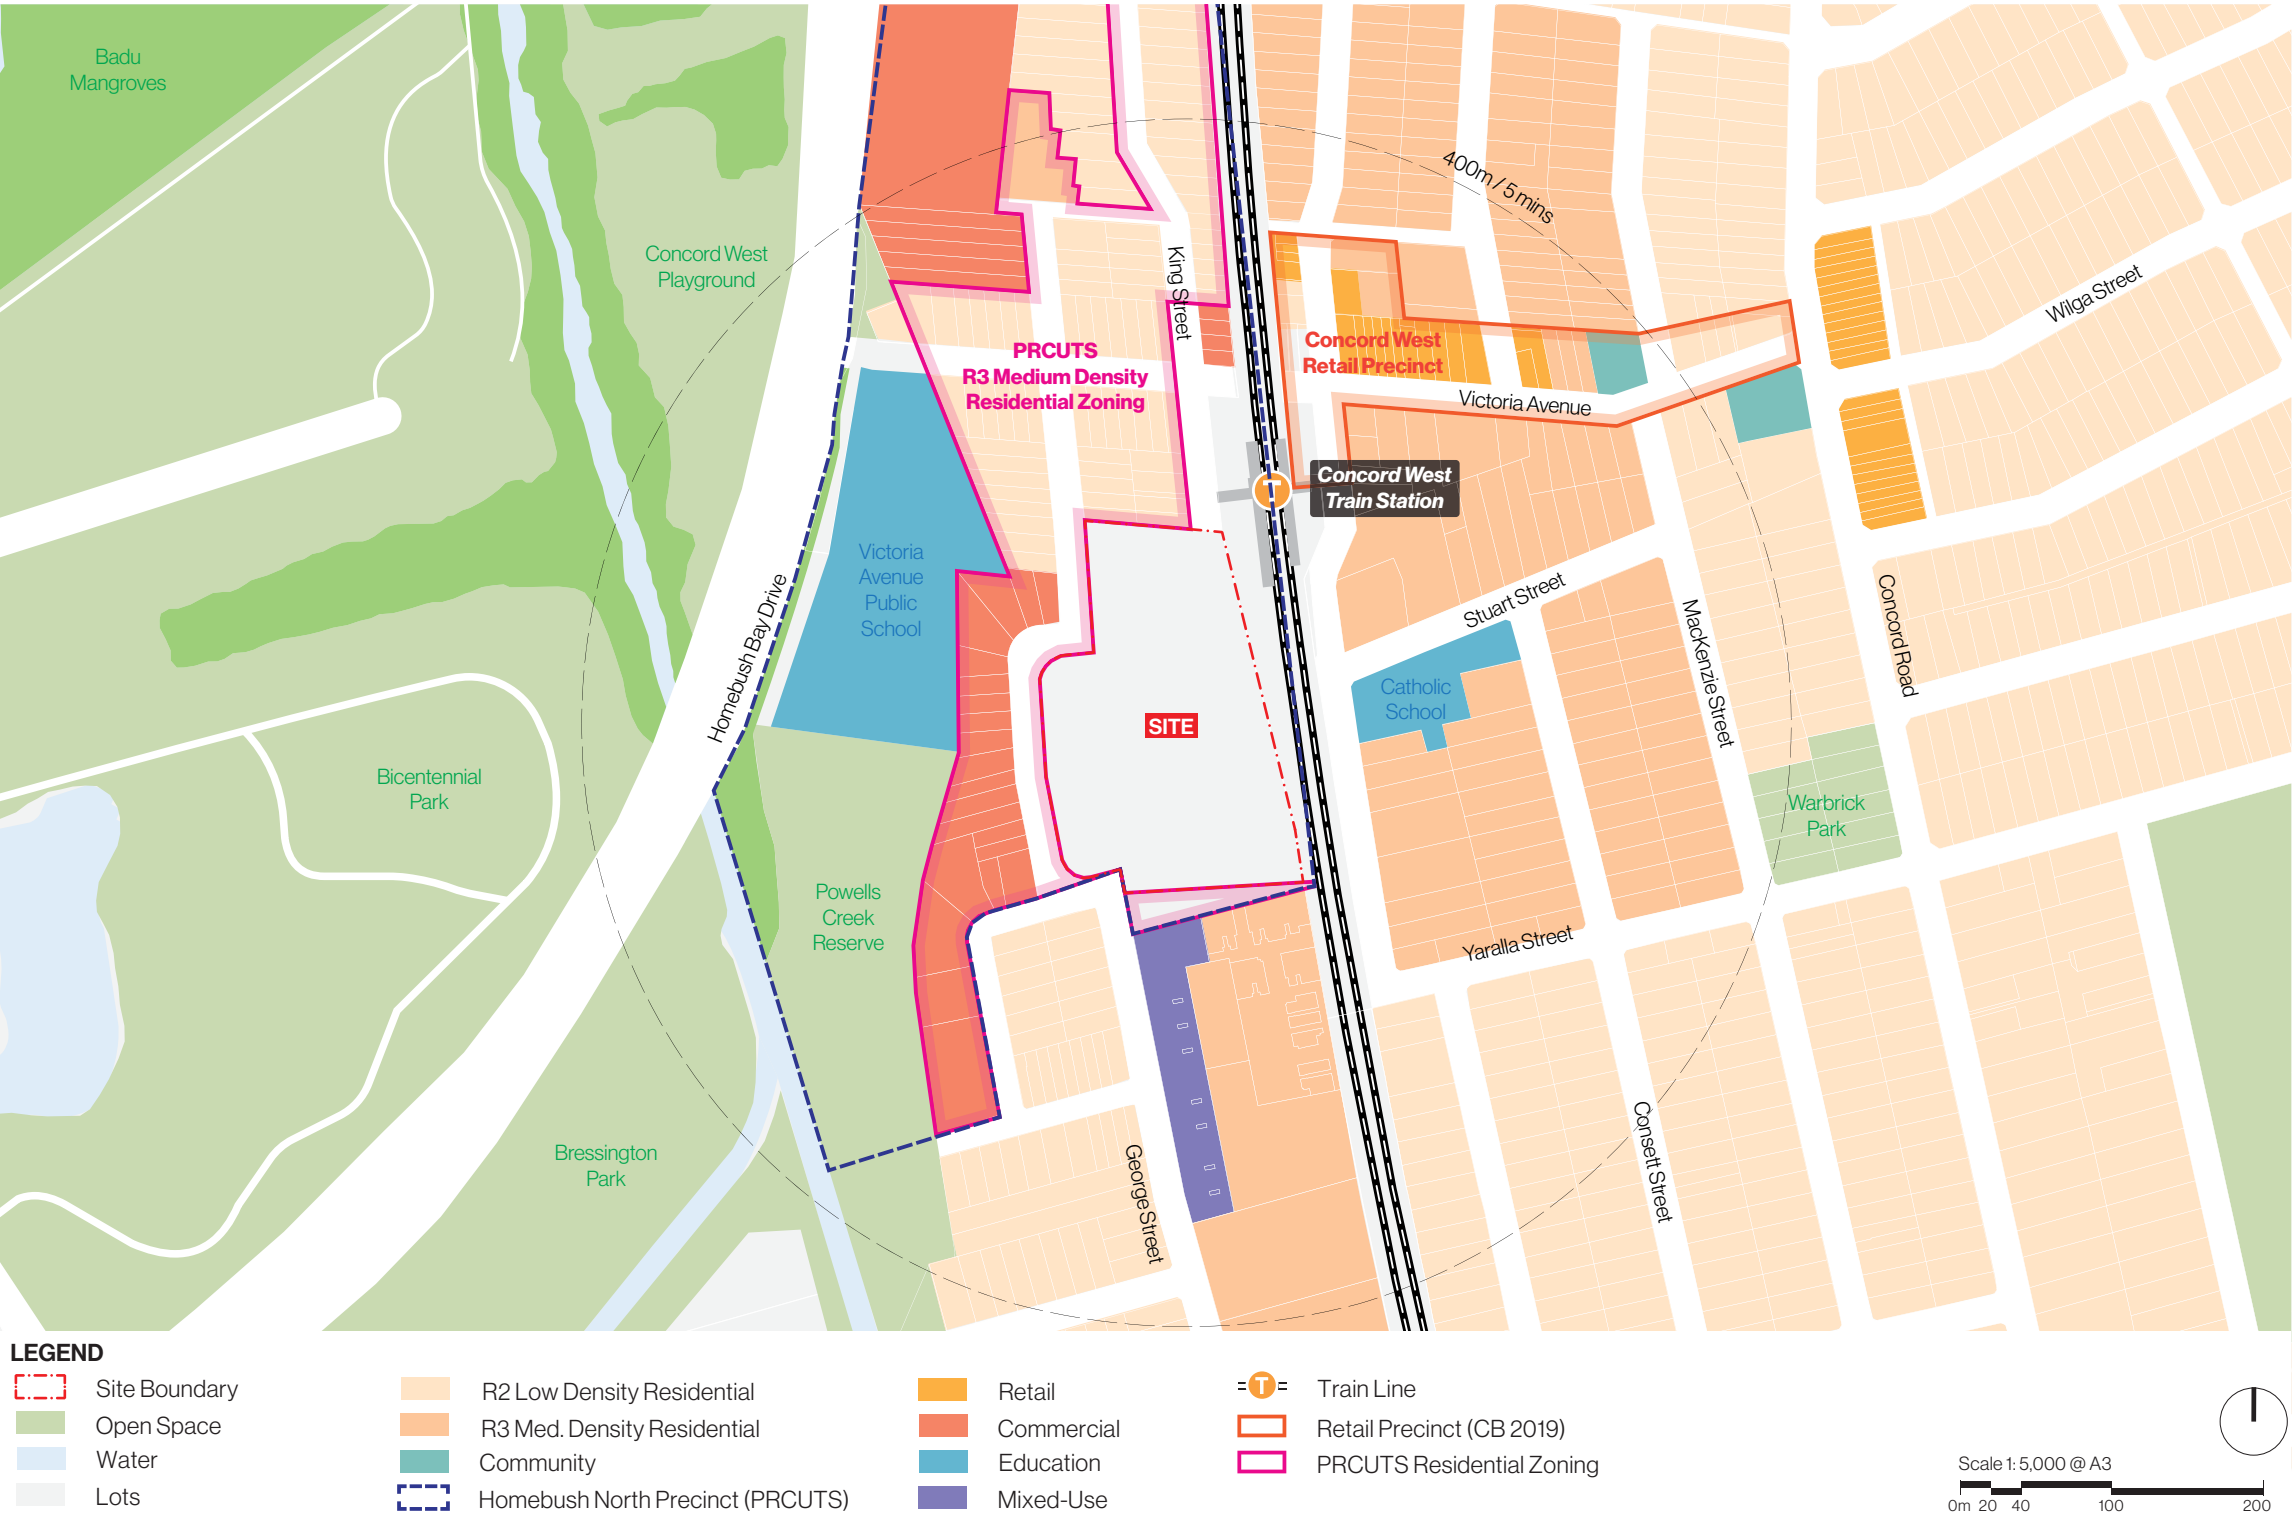 Badu
Mangroves
400m / 5 mins
Concord West
Playground
King Street
Wilga Street
PRCUTS
R3 Medium Density
Residential Zoning
Concord West
Retail Precinct
Victoria Avenue
Concord West
Train Station
T
Victoria
Avenue
Public
School
Homebush Bay Drive
Stuart Street
MacKenzie Street
Concord Road
Catholic
School
SITE
Bicentennial
Park
Warbrick
Park
Powells
Creek
Reserve
Yaralla Street
Bressington
Park
George Street
Consett Street
LEGEND
Site Boundary
Open Space
Water
Lots
R2 Low Density Residential
R3 Med. Density Residential
Community
Homebush North Precinct (PRCUTS)
Retail
Commercial
Education
Mixed-Use
T
Train Line
Retail Precinct (CB 2019)
PRCUTS Residential Zoning
Scale 1: 5,000 @ A3
0m 20 40 100 200